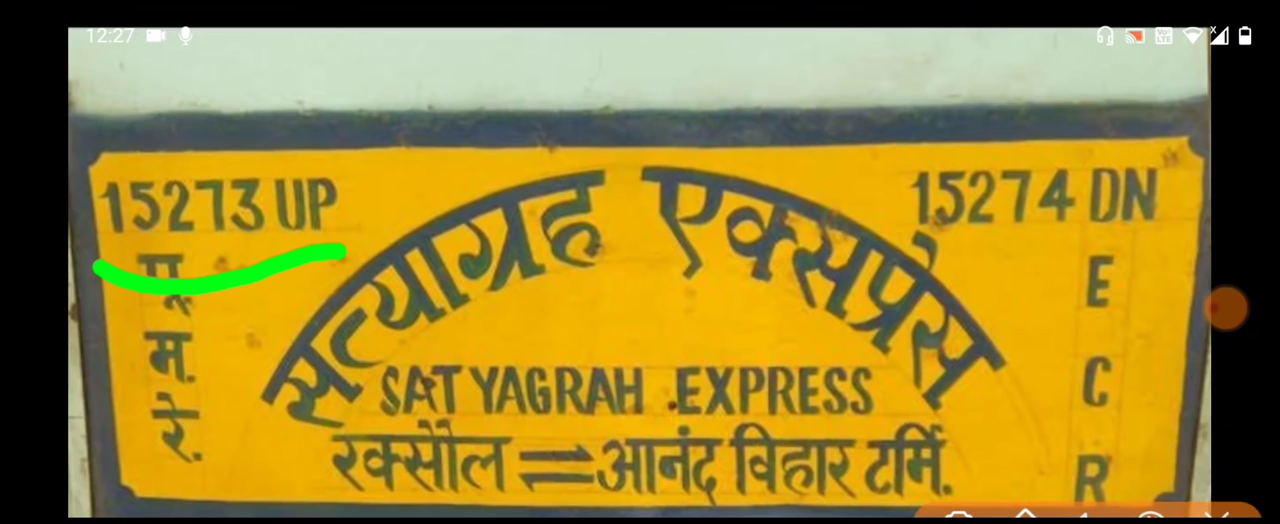 12:27
15273 UP
15274 DN
सत्याग्रह एक्सप्रेस
SATYAGRAH EXPRESS
रक्सौल ⇌ आनंद विहार टर्मि.
पू.
म.
रे.
E
C
R